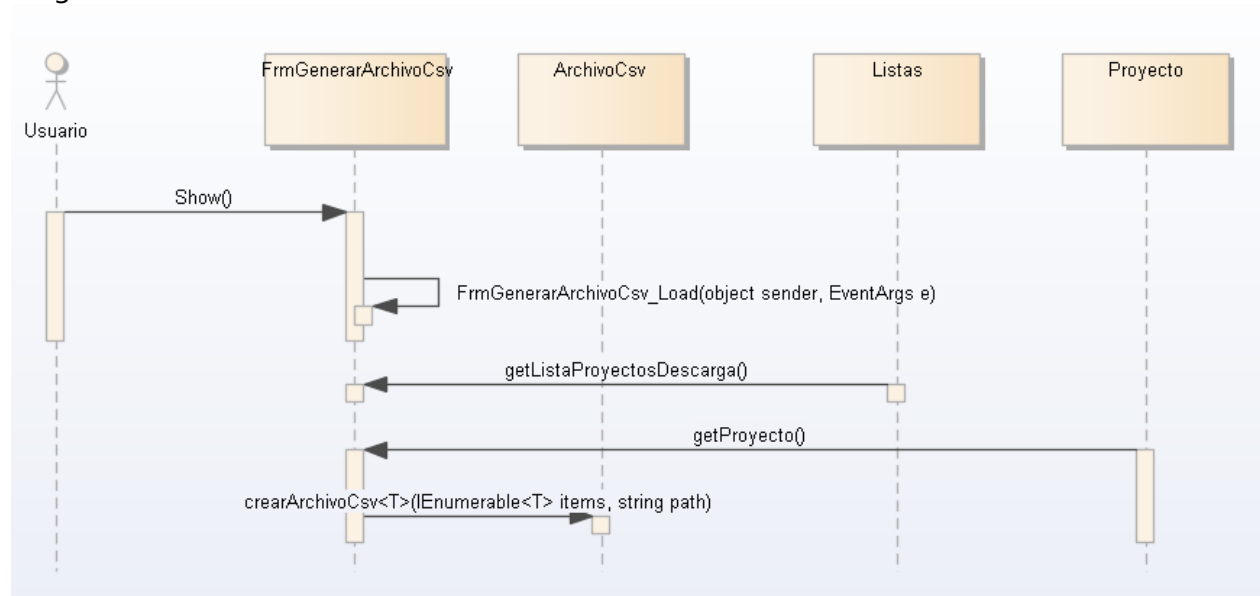 Usuario
FrmGenerarArchivoCsv
ArchivoCsv
Listas
Proyecto
Show()
FrmGenerarArchivoCsv_Load(object sender, EventArgs e)
getListaProyectosDescarga()
getProyecto()
crearArchivoCsv<T>(IEnumerable<T> items, string path)